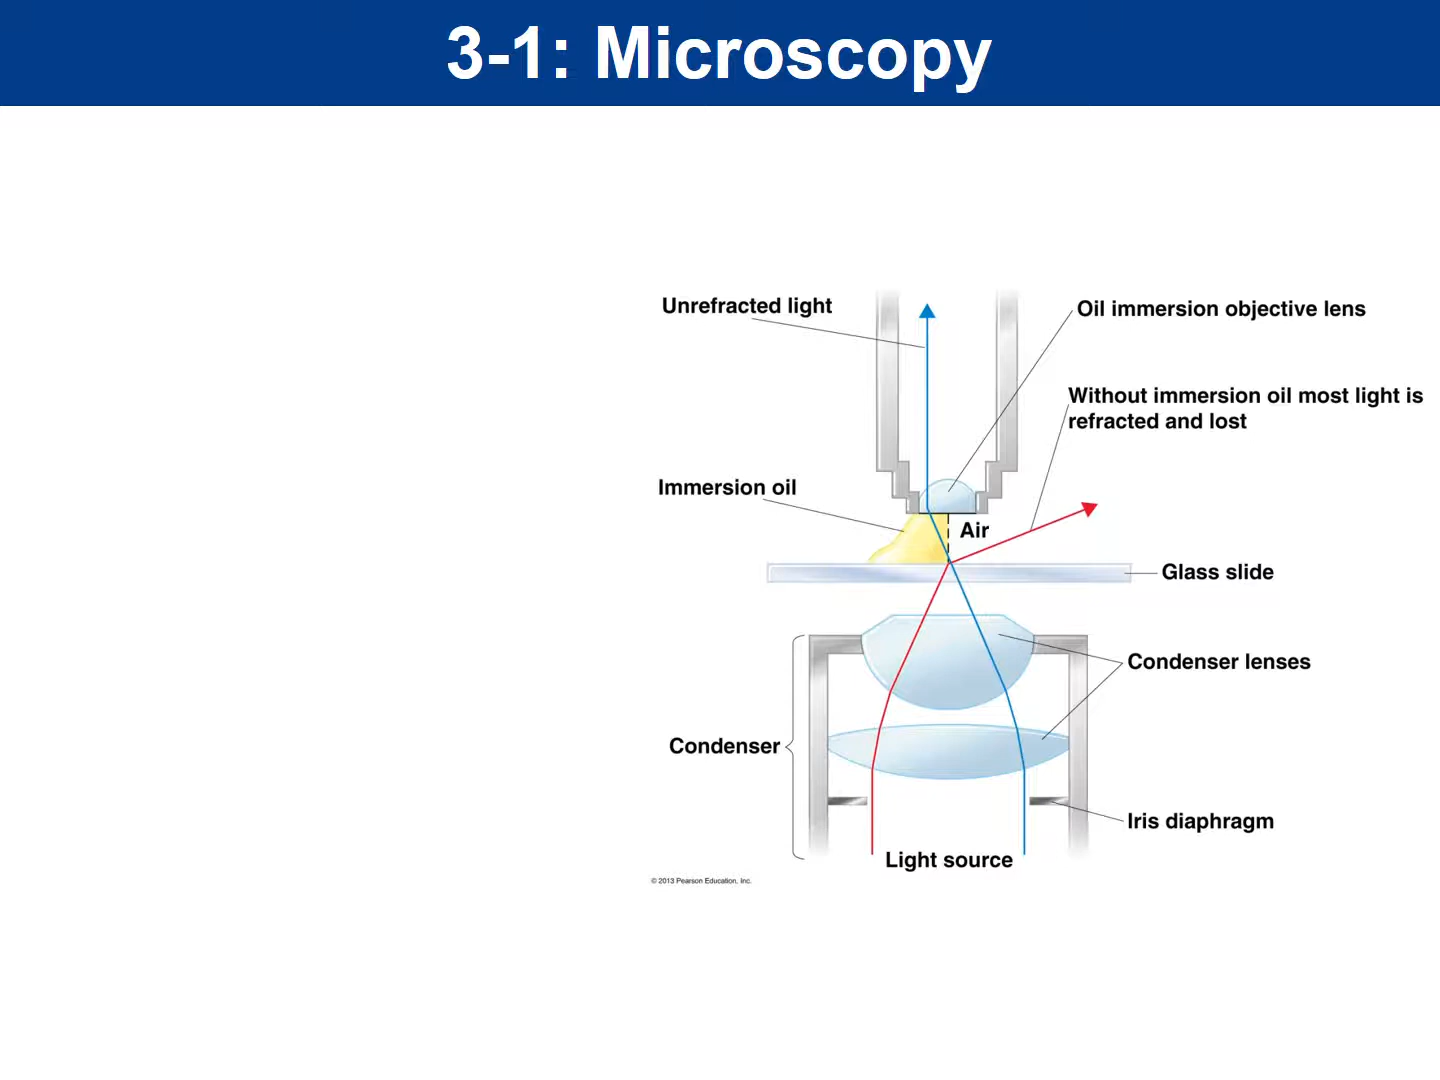 3-1: Microscopy
Unrefracted light
Oil immersion objective lens
Without immersion oil most light is
refracted and lost
Immersion oil
Air
Glass slide
Condenser lenses
Condenser
Iris diaphragm
Light source
© 2013 Pearson Education, Inc.